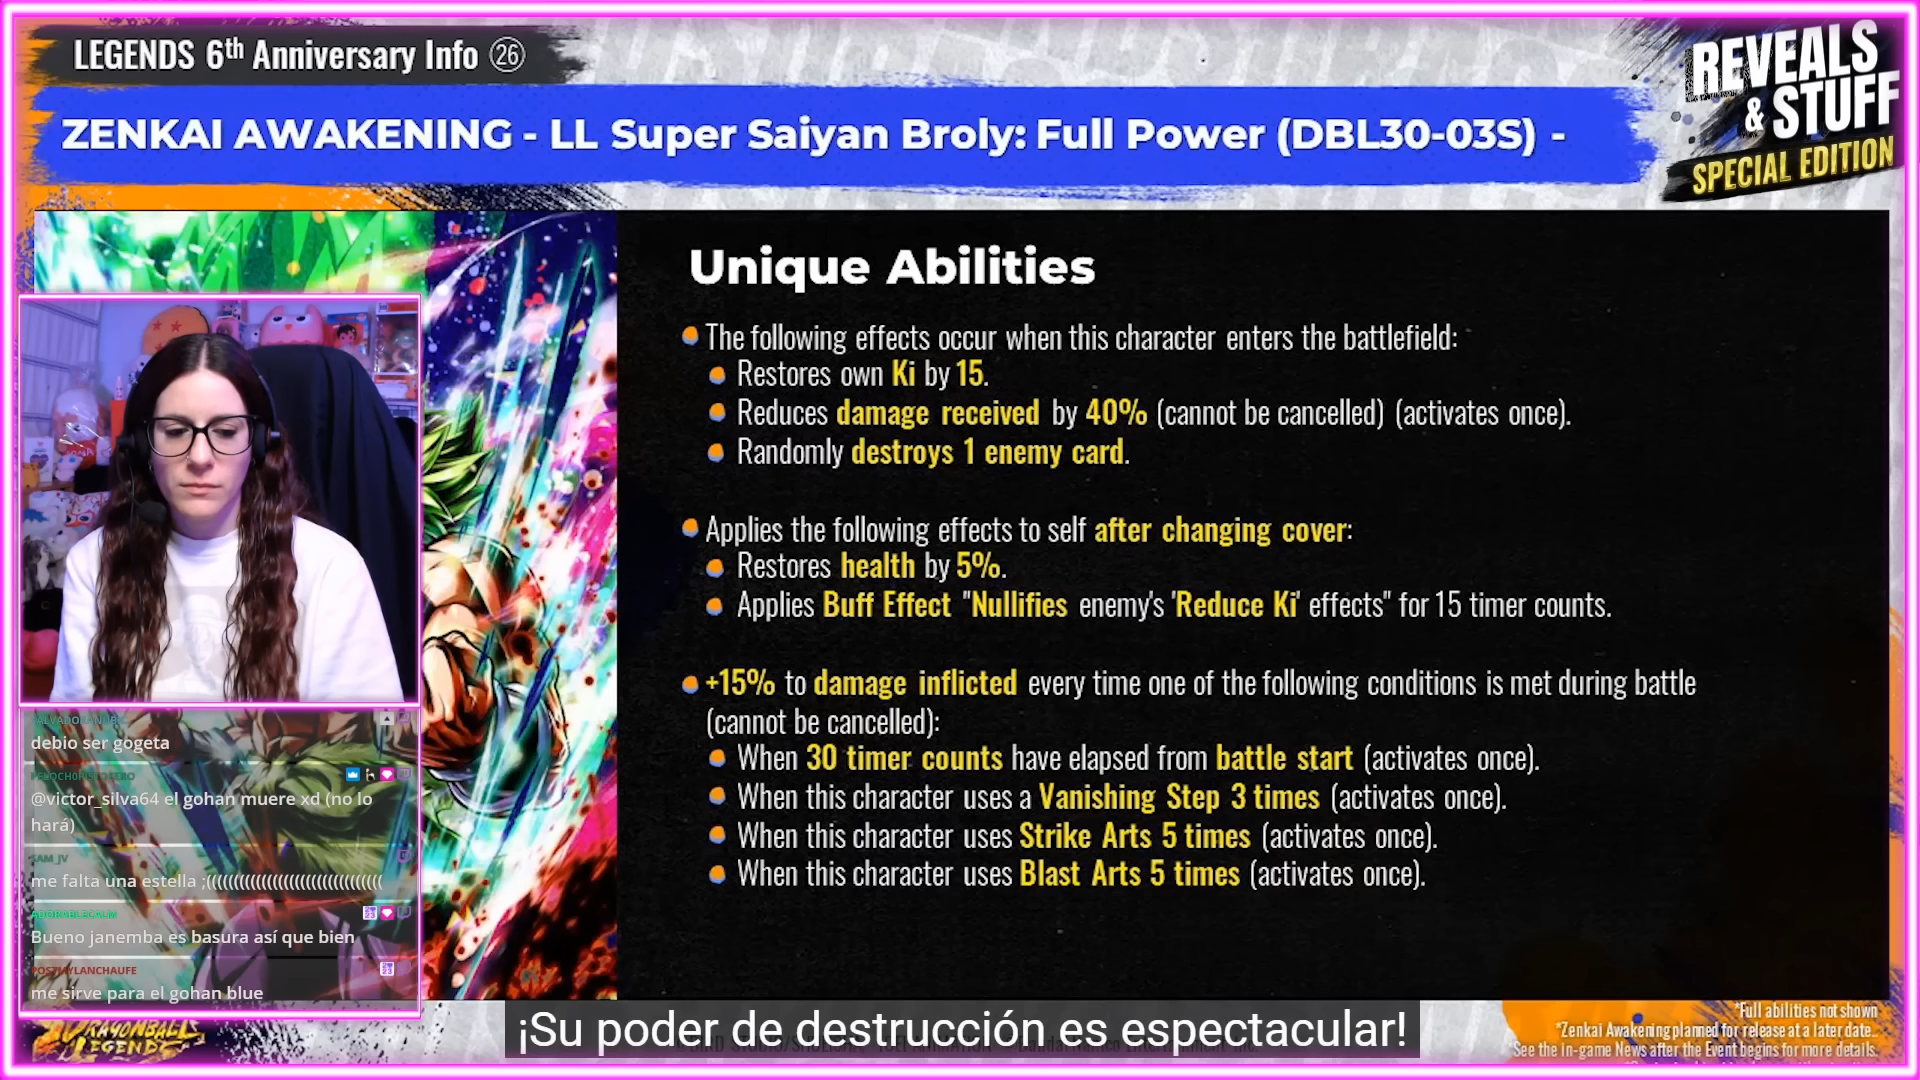 LEGENDS 6th Anniversary Info ㉖
REVEALS
& STUFF
SPECIAL EDITION
ZENKAI AWAKENING - LL Super Saiyan Broly: Full Power (DBL30-03S) -
Unique Abilities
The following effects occur when this character enters the battlefield:
Restores own Ki by 15.
Reduces damage received by 40% (cannot be cancelled) (activates once).
Randomly destroys 1 enemy card.
Applies the following effects to self after changing cover:
Restores health by 5%.
Applies Buff Effect "Nullifies enemy's 'Reduce Ki' effects" for 15 timer counts.
+15% to damage inflicted every time one of the following conditions is met during battle
(cannot be cancelled):
When 30 timer counts have elapsed from battle start (activates once).
When this character uses a Vanishing Step 3 times (activates once).
When this character uses Strike Arts 5 times (activates once).
When this character uses Blast Arts 5 times (activates once).
debio ser gogeta
@victor_silva64 el gohan muere xd (no lo
hará)
SAM_JV
me falta una estella ;((((((((((((((((((((((((((((((((
ADORABLECALM
Bueno janemba es basura así que bien
POSTMYLANCHAUFE
me sirve para el gohan blue
DRAGONBALL
LEGENDS
¡Su poder de destrucción es espectacular!
*Full abilities not shown
*Zenkai Awakening planned for release at a later date.
*See the in-game News after the Event begins for more details.